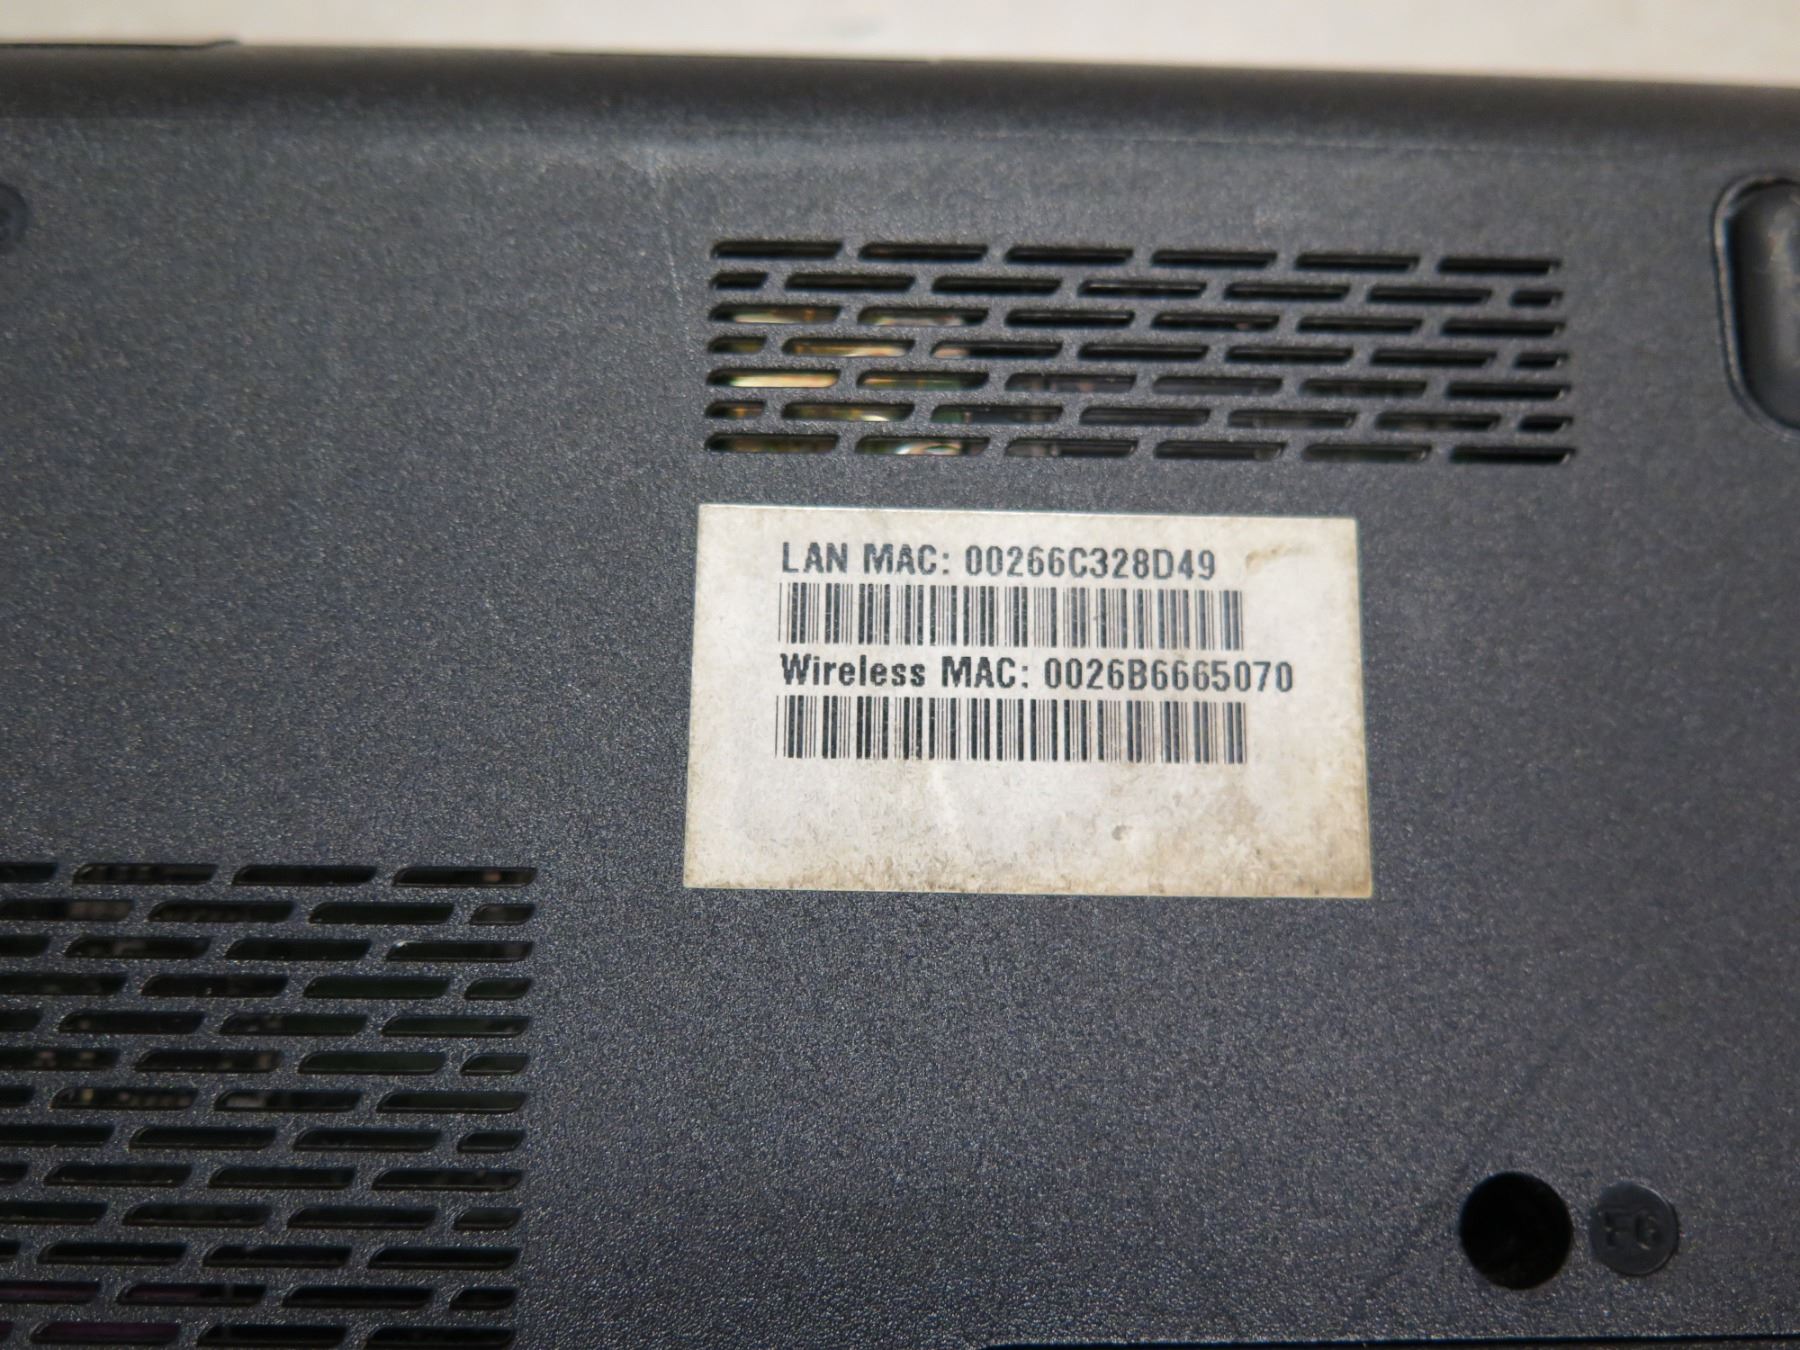 LAN MAC: 00266C328D49
Wireless MAC: 0026B6665070